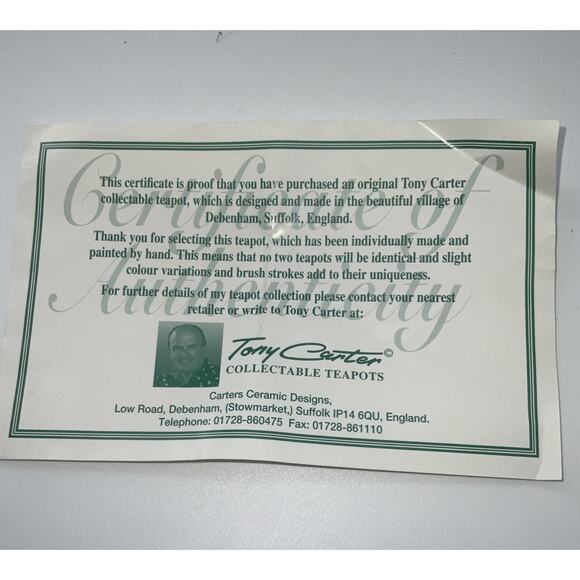 Certificate of
Authenticity
This certificate is proof that you have purchased an original Tony Carter
collectable teapot, which is designed and made in the beautiful village of
Debenham, Suffolk, England.
Thank you for selecting this teapot, which has been individually made and
painted by hand. This means that no two teapots will be identical and slight
colour variations and brush strokes add to their uniqueness.
For further details of my teapot collection please contact your nearest
retailer or write to Tony Carter at:
Tony Carter©
COLLECTABLE TEAPOTS
Carters Ceramic Designs,
Low Road, Debenham, (Stowmarket,) Suffolk IP14 6QU, England.
Telephone: 01728-860475 Fax: 01728-861110